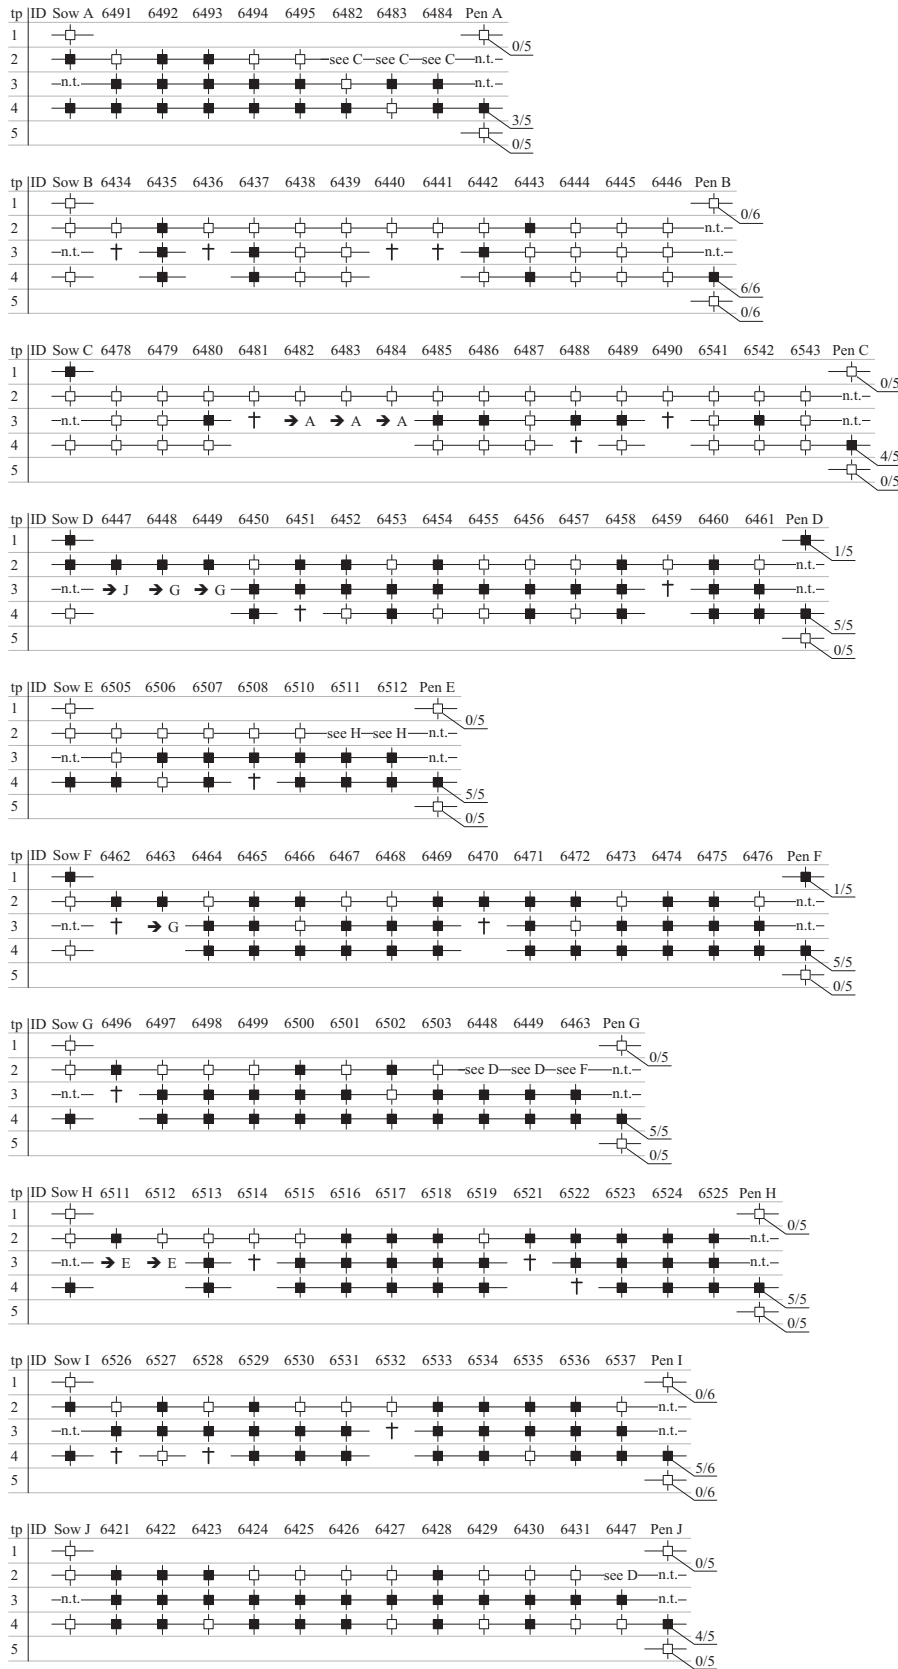 tp ID Sow A 6491 6492 6493 6494 6495 6482 6483 6484 Pen A
1
0/5
2 see C see C see C n.t.
3 n.t. n.t.
4
3/5
5
0/5
tp ID Sow B 6434 6435 6436 6437 6438 6439 6440 6441 6442 6443 6444 6445 6446 Pen B
1
0/6
2 n.t.
3 n.t. † † † † n.t.
4
6/6
5
0/6
tp ID Sow C 6478 6479 6480 6481 6482 6483 6484 6485 6486 6487 6488 6489 6490 6541 6542 6543 Pen C
1
0/5
2 n.t.
3 n.t. † ➔ A ➔ A ➔ A † n.t.
4 †
4/5
5
0/5
tp ID Sow D 6447 6448 6449 6450 6451 6452 6453 6454 6455 6456 6457 6458 6459 6460 6461 Pen D
1
1/5
2 n.t.
3 n.t. ➔ J ➔ G ➔ G † n.t.
4 †
5/5
5
0/5
tp ID Sow E 6505 6506 6507 6508 6510 6511 6512 Pen E
1
0/5
2 see H see H n.t.
3 n.t. n.t.
4 †
5/5
5
0/5
tp ID Sow F 6462 6463 6464 6465 6466 6467 6468 6469 6470 6471 6472 6473 6474 6475 6476 Pen F
1
1/5
2 n.t.
3 n.t. † ➔ G † n.t.
4
5/5
5
0/5
tp ID Sow G 6496 6497 6498 6499 6500 6501 6502 6503 6448 6449 6463 Pen G
1
0/5
2 see D see D see F n.t.
3 n.t. † n.t.
4
5/5
5
0/5
tp ID Sow H 6511 6512 6513 6514 6515 6516 6517 6518 6519 6521 6522 6523 6524 6525 Pen H
1
0/5
2 n.t.
3 n.t. ➔ E ➔ E † † n.t.
4 †
5/5
5
0/5
tp ID Sow I 6526 6527 6528 6529 6530 6531 6532 6533 6534 6535 6536 6537 Pen I
1
0/6
2 n.t.
3 n.t. † n.t.
4 † †
5/6
5
0/6
tp ID Sow J 6421 6422 6423 6424 6425 6426 6427 6428 6429 6430 6431 6447 Pen J
1
0/5
2 see D n.t.
3 n.t. n.t.
4
4/5
5
0/5